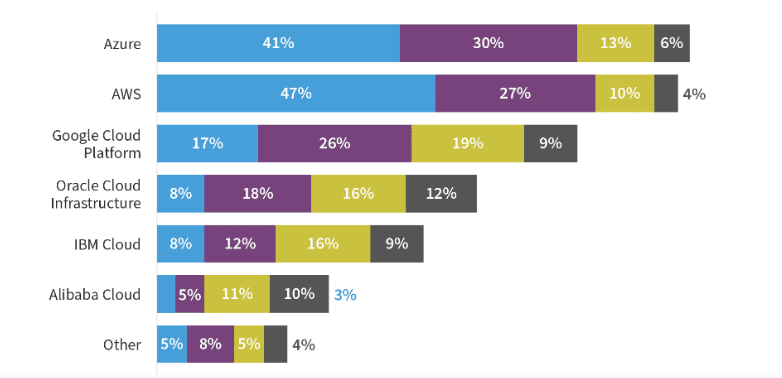 Azure 41% 30% 13% 6%
AWS 47% 27% 10% 4%
Google Cloud
Platform 17% 26% 19% 9%
Oracle Cloud
Infrastructure 8% 18% 16% 12%
IBM Cloud 8% 12% 16% 9%
Alibaba Cloud 5% 11% 10% 3%
Other 5% 8% 5% 4%